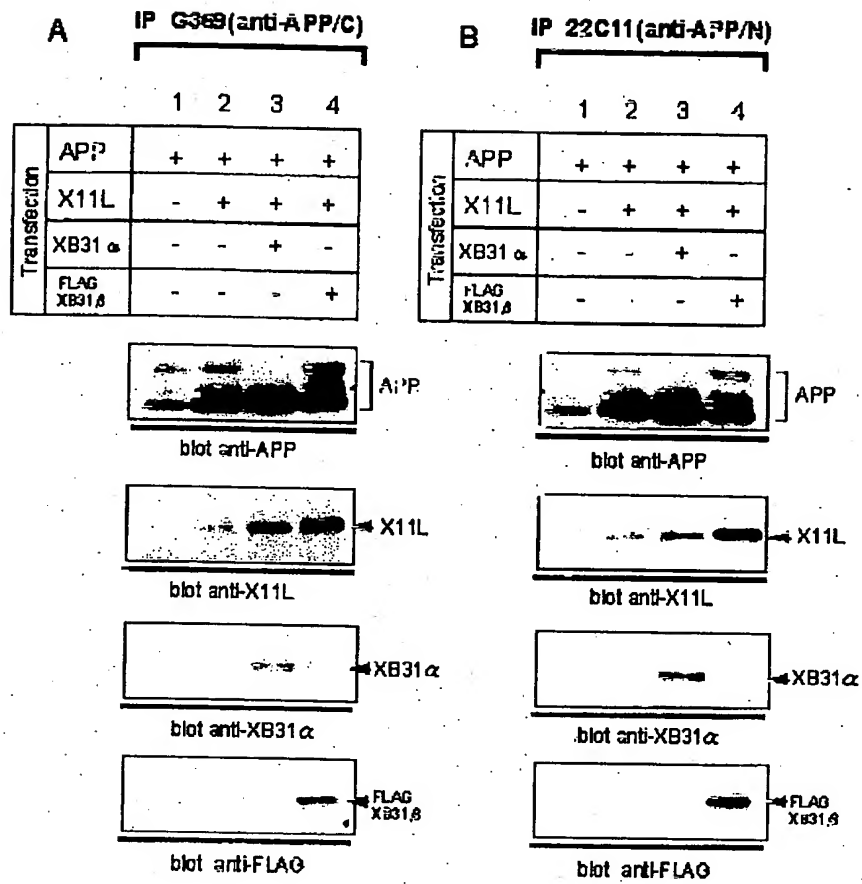 A
IP G369(anti-APP/C)
1 2 3 4
Transfection
APP + + + +
X11L - + + +
XB31α - - + -
FLAG XB31β - - - +
APP
blot anti-APP
X11L
blot anti-X11L
XB31α
blot anti-XB31α
FLAG XB31β
blot anti-FLAG
B
IP 22C11(anti-APP/N)
1 2 3 4
Transfection
APP + + + +
X11L - + + +
XB31α - - + -
FLAG XB31β - - - +
APP
blot anti-APP
X11L
blot anti-X11L
XB31α
blot anti-XB31α
FLAG XB31β
blot anti-FLAG